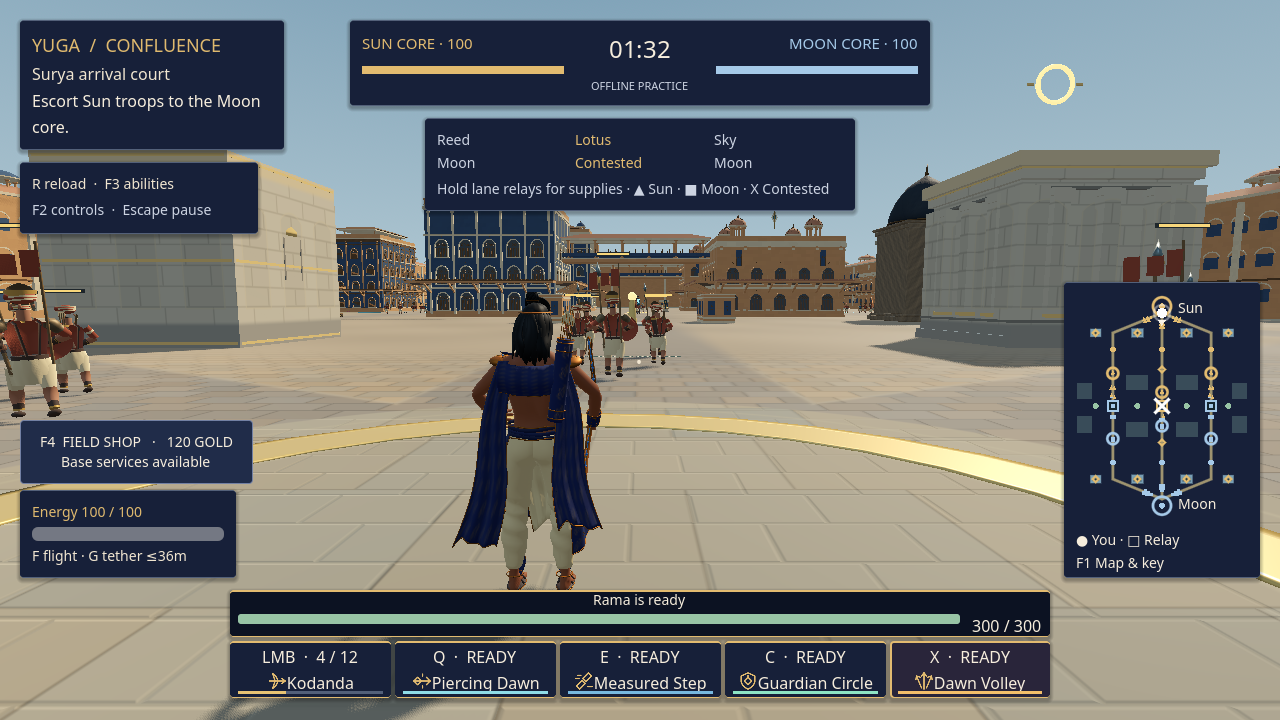 YUGA / CONFLUENCE
Surya arrival court
Escort Sun troops to the Moon
core.
R reload · F3 abilities
F2 controls · Escape pause
SUN CORE · 100
01:32
MOON CORE · 100
OFFLINE PRACTICE
Reed Lotus Sky
Moon Contested Moon
Hold lane relays for supplies · ▲ Sun · ■ Moon · X Contested
Sun
Moon
● You · □ Relay
F1 Map & key
F4 FIELD SHOP · 120 GOLD
Base services available
Energy 100 / 100
F flight · G tether ≤36m
Rama is ready
300 / 300
LMB · 4 / 12
Kodanda
Q · READY
Piercing Dawn
E · READY
Measured Step
C · READY
Guardian Circle
X · READY
Dawn Volley